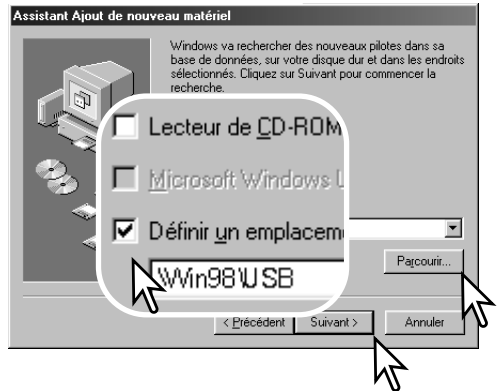 Assistant Ajout de nouveau matériel
Windows va rechercher des nouveaux pilotes dans sa
base de données, sur votre disque dur et dans les endroits
sélectionnés. Cliquez sur Suivant pour commencer la
recherche.
Lecteur de CD-ROM
Microsoft Windows U
Définir un emplacem
\Win98\USB
Parcourir...
< Précédent
Suivant >
Annuler